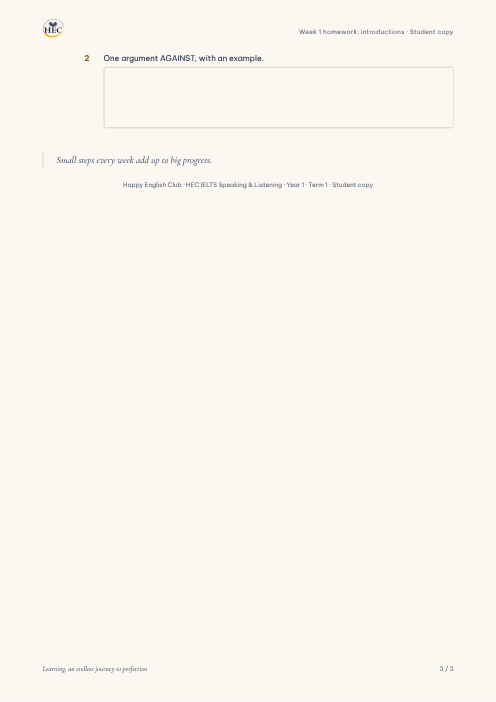 HEC
Week 1 homework: introductions · Student copy
2 One argument AGAINST, with an example.
Small steps every week add up to big progress.
Happy English Club · HEC IELTS Speaking & Listening · Year 1 · Term 1 · Student copy
Learning, an endless journey to perfection
3 / 3